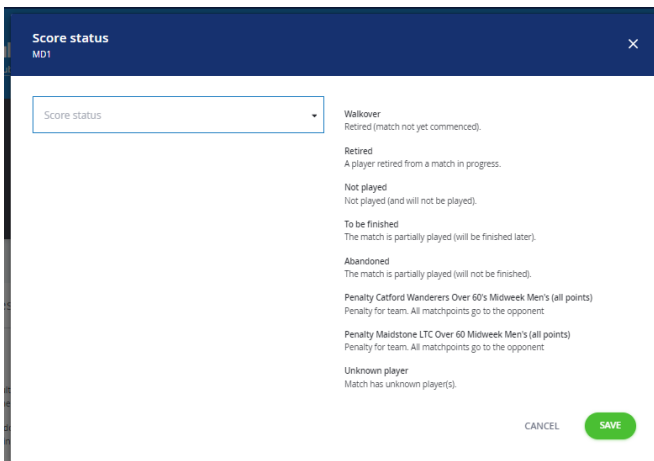 Score status
MD1
Score status
Walkover
Retired (match not yet commenced).
Retired
A player retired from a match in progress.
Not played
Not played (and will not be played).
To be finished
The match is partially played (will be finished later).
Abandoned
The match is partially played (will not be finished).
Penalty Catford Wanderers Over 60's Midweek Men's (all points)
Penalty for team. All matchpoints go to the opponent
Penalty Maidstone LTC Over 60 Midweek Men's (all points)
Penalty for team. All matchpoints go to the opponent
Unknown player
Match has unknown player(s).
CANCEL
SAVE